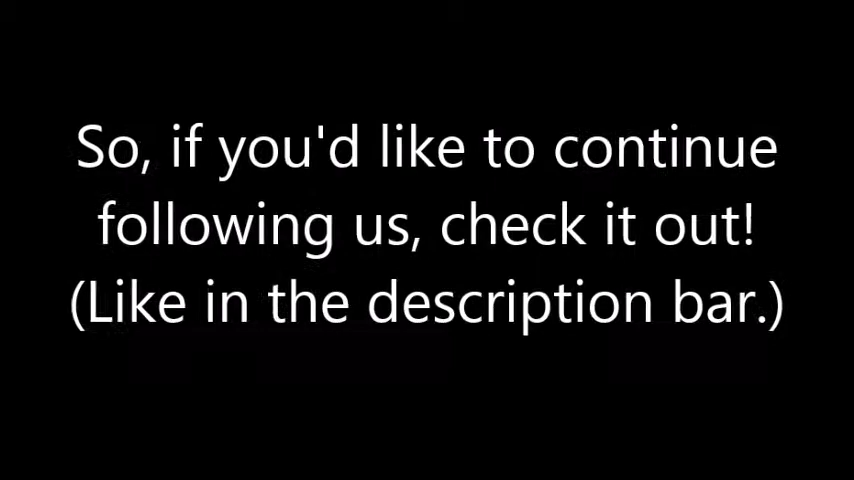 So, if you'd like to continue
following us, check it out!
(Like in the description bar.)